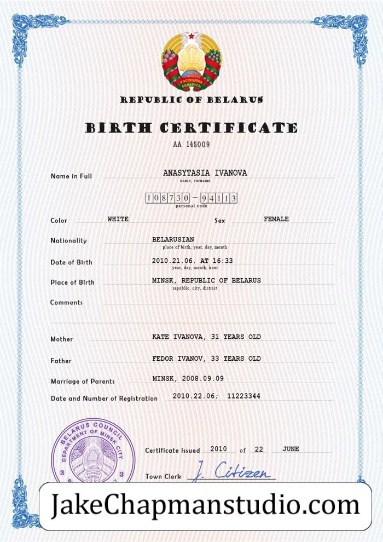 REPUBLIC OF BELARUS
BIRTH CERTIFICATE
AA 145009
Name in Full ANASYTASIA IVANOVA
name, surname
108730-94113
personal code
Color WHITE Sex FEMALE
Nationality BELARUSIAN
place of birth, year, day, month
Date of Birth 2010.21.06. AT 16:33
year, day, month, hour
Place of Birth MINSK, REPUBLIC OF BELARUS
republic, city, district
Comments
Mother KATE IVANOVA, 31 YEARS OLD
Father FEDOR IVANOV, 33 YEARS OLD
Marriage of Parents MINSK, 2008.09.09
Date and Number of Registration 2010.22.06; 11223344
BELARUS COUNCIL
DEPARTMENT OF MINSK CITY
Certificate Issued 2010 of 22 JUNE
Town Clerk J. Citizen
JakeChapmanstudio.com